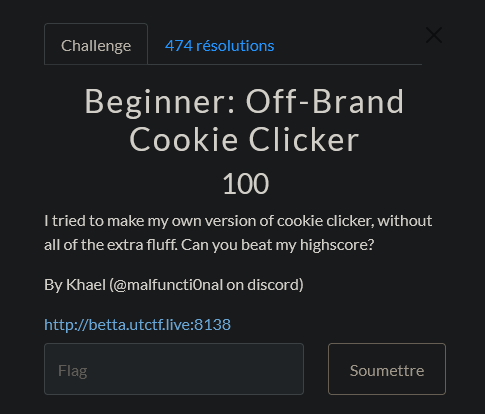 Challenge
474 résolutions
Beginner: Off-Brand
Cookie Clicker
100
I tried to make my own version of cookie clicker, without
all of the extra fluff. Can you beat my highscore?
By Khael (@malfuncti0nal on discord)
http://betta.utctf.live:8138
Flag
Soumettre